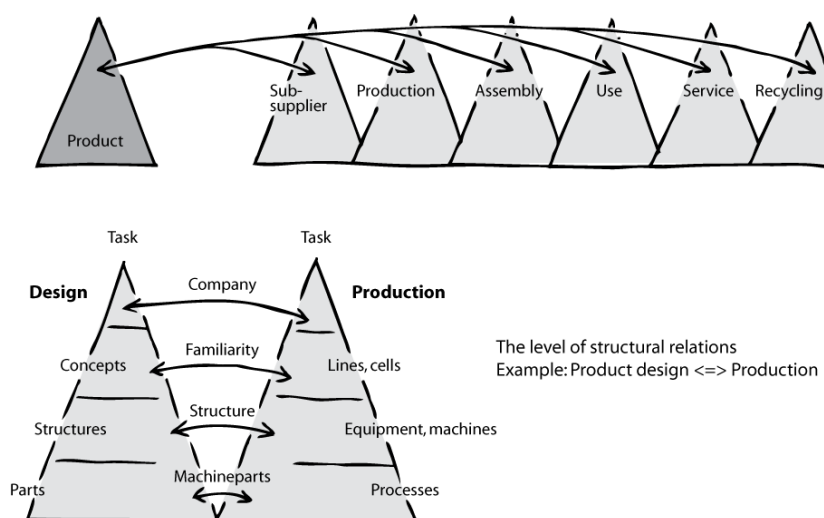 Product
Sub-
supplier
Production
Assembly
Use
Service
Recycling
Task
Task
Design
Company
Production
Familiarity
Concepts
Lines, cells
Structure
Structures
Equipment, machines
Machineparts
Parts
Processes
The level of structural relations
Example: Product design <=> Production